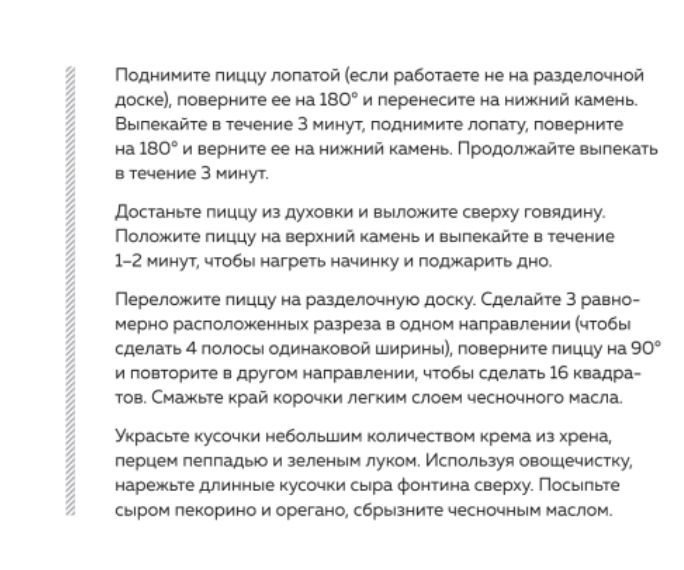 Поднимите пиццу лопатой (если работаете не на разделочной
доске), поверните ее на 180° и перенесите на нижний камень.
Выпекайте в течение 3 минут, поднимите лопату, поверните
на 180° и верните ее на нижний камень. Продолжайте выпекать
в течение 3 минут.
Достаньте пиццу из духовки и выложите сверху говядину.
Положите пиццу на верхний камень и выпекайте в течение
1–2 минут, чтобы нагреть начинку и поджарить дно.
Переложите пиццу на разделочную доску. Сделайте 3 равно-
мерно расположенных разреза в одном направлении (чтобы
сделать 4 полосы одинаковой ширины), поверните пиццу на 90°
и повторите в другом направлении, чтобы сделать 16 квадра-
тов. Смажьте край корочки легким слоем чесночного масла.
Украсьте кусочки небольшим количеством крема из хрена,
перцем пеппадью и зеленым луком. Используя овощечистку,
нарежьте длинные кусочки сыра фонтина сверху. Посыпьте
сыром пекорино и орегано, сбрызните чесночным маслом.